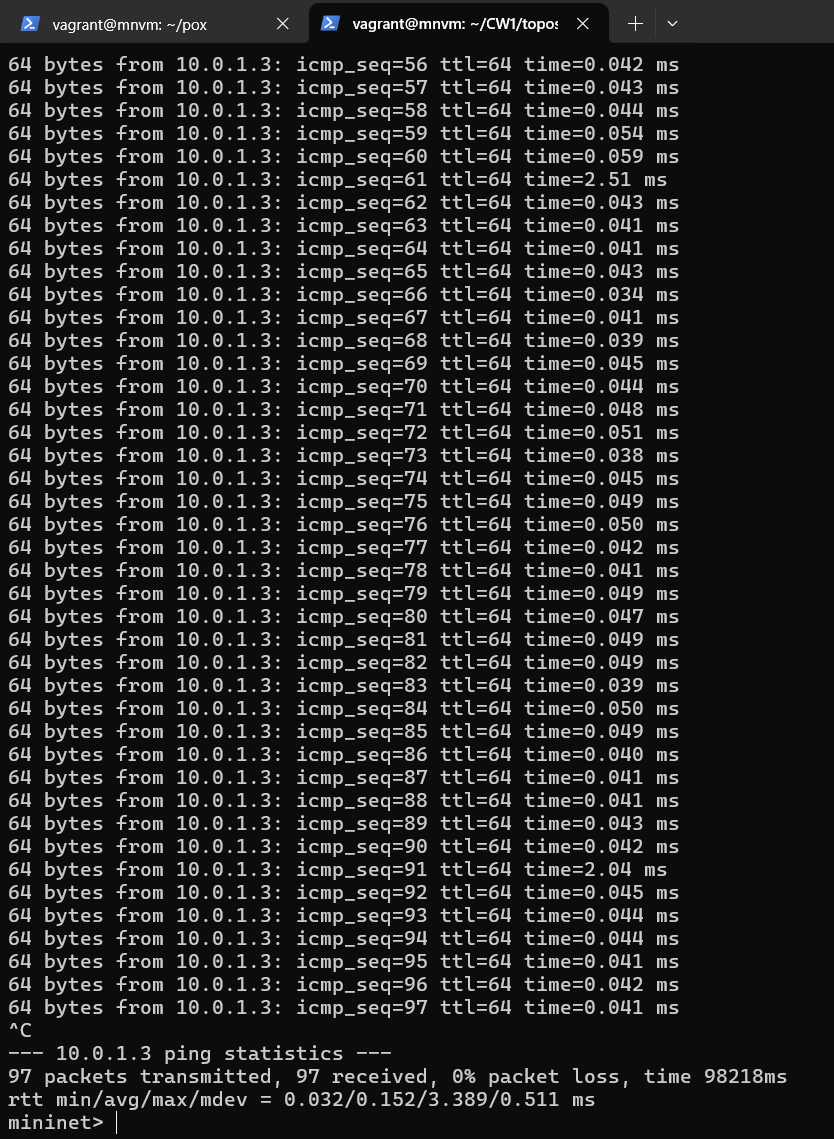 vagrant@mnvm: ~/pox
vagrant@mnvm: ~/CW1/topos
64 bytes from 10.0.1.3: icmp_seq=56 ttl=64 time=0.042 ms
64 bytes from 10.0.1.3: icmp_seq=57 ttl=64 time=0.043 ms
64 bytes from 10.0.1.3: icmp_seq=58 ttl=64 time=0.044 ms
64 bytes from 10.0.1.3: icmp_seq=59 ttl=64 time=0.054 ms
64 bytes from 10.0.1.3: icmp_seq=60 ttl=64 time=0.059 ms
64 bytes from 10.0.1.3: icmp_seq=61 ttl=64 time=2.51 ms
64 bytes from 10.0.1.3: icmp_seq=62 ttl=64 time=0.043 ms
64 bytes from 10.0.1.3: icmp_seq=63 ttl=64 time=0.041 ms
64 bytes from 10.0.1.3: icmp_seq=64 ttl=64 time=0.041 ms
64 bytes from 10.0.1.3: icmp_seq=65 ttl=64 time=0.043 ms
64 bytes from 10.0.1.3: icmp_seq=66 ttl=64 time=0.034 ms
64 bytes from 10.0.1.3: icmp_seq=67 ttl=64 time=0.041 ms
64 bytes from 10.0.1.3: icmp_seq=68 ttl=64 time=0.039 ms
64 bytes from 10.0.1.3: icmp_seq=69 ttl=64 time=0.045 ms
64 bytes from 10.0.1.3: icmp_seq=70 ttl=64 time=0.044 ms
64 bytes from 10.0.1.3: icmp_seq=71 ttl=64 time=0.048 ms
64 bytes from 10.0.1.3: icmp_seq=72 ttl=64 time=0.051 ms
64 bytes from 10.0.1.3: icmp_seq=73 ttl=64 time=0.038 ms
64 bytes from 10.0.1.3: icmp_seq=74 ttl=64 time=0.045 ms
64 bytes from 10.0.1.3: icmp_seq=75 ttl=64 time=0.049 ms
64 bytes from 10.0.1.3: icmp_seq=76 ttl=64 time=0.050 ms
64 bytes from 10.0.1.3: icmp_seq=77 ttl=64 time=0.042 ms
64 bytes from 10.0.1.3: icmp_seq=78 ttl=64 time=0.041 ms
64 bytes from 10.0.1.3: icmp_seq=79 ttl=64 time=0.049 ms
64 bytes from 10.0.1.3: icmp_seq=80 ttl=64 time=0.047 ms
64 bytes from 10.0.1.3: icmp_seq=81 ttl=64 time=0.049 ms
64 bytes from 10.0.1.3: icmp_seq=82 ttl=64 time=0.049 ms
64 bytes from 10.0.1.3: icmp_seq=83 ttl=64 time=0.039 ms
64 bytes from 10.0.1.3: icmp_seq=84 ttl=64 time=0.050 ms
64 bytes from 10.0.1.3: icmp_seq=85 ttl=64 time=0.049 ms
64 bytes from 10.0.1.3: icmp_seq=86 ttl=64 time=0.040 ms
64 bytes from 10.0.1.3: icmp_seq=87 ttl=64 time=0.041 ms
64 bytes from 10.0.1.3: icmp_seq=88 ttl=64 time=0.041 ms
64 bytes from 10.0.1.3: icmp_seq=89 ttl=64 time=0.043 ms
64 bytes from 10.0.1.3: icmp_seq=90 ttl=64 time=0.042 ms
64 bytes from 10.0.1.3: icmp_seq=91 ttl=64 time=2.04 ms
64 bytes from 10.0.1.3: icmp_seq=92 ttl=64 time=0.045 ms
64 bytes from 10.0.1.3: icmp_seq=93 ttl=64 time=0.044 ms
64 bytes from 10.0.1.3: icmp_seq=94 ttl=64 time=0.044 ms
64 bytes from 10.0.1.3: icmp_seq=95 ttl=64 time=0.041 ms
64 bytes from 10.0.1.3: icmp_seq=96 ttl=64 time=0.042 ms
64 bytes from 10.0.1.3: icmp_seq=97 ttl=64 time=0.041 ms
^C
--- 10.0.1.3 ping statistics ---
97 packets transmitted, 97 received, 0% packet loss, time 98218ms
rtt min/avg/max/mdev = 0.032/0.152/3.389/0.511 ms
mininet>